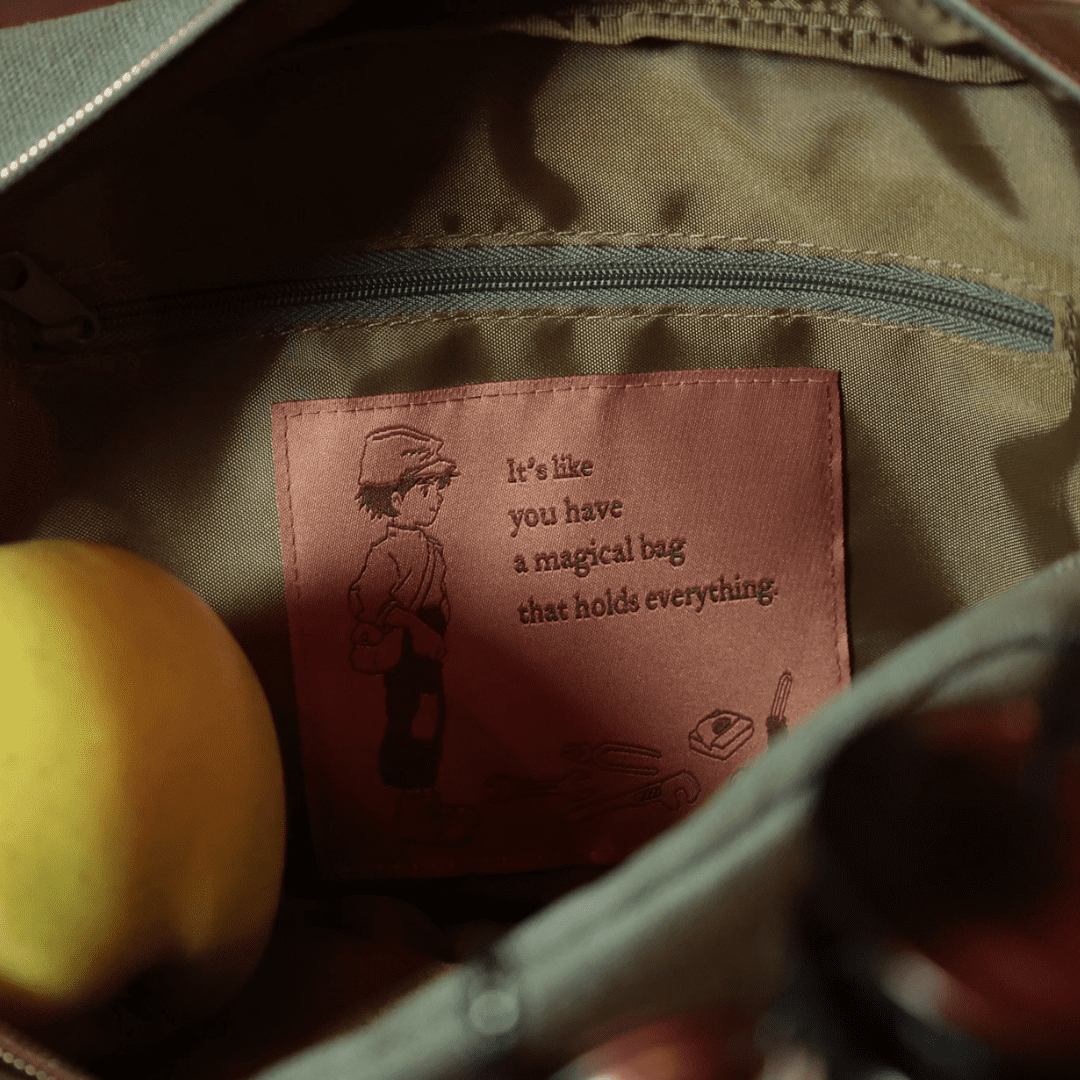 It's like
you have
a magical bag
that holds everything.